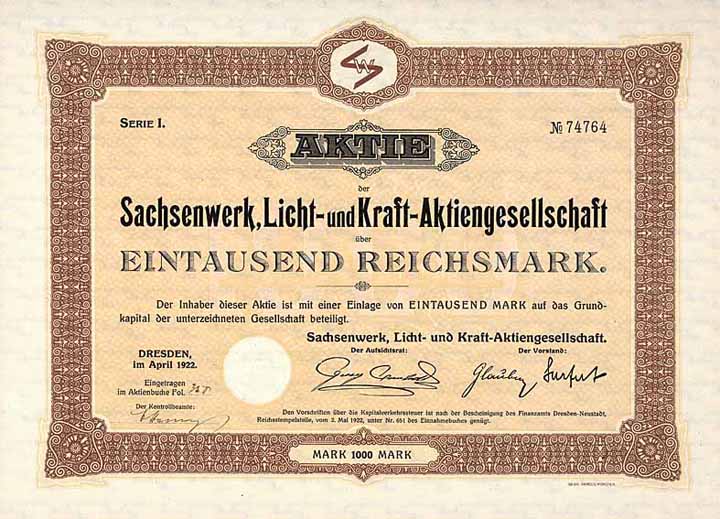 SW
SERIE I.
№ 74764
AKTIE
der
Sachsenwerk, Licht- und Kraft-Aktiengesellschaft
über
EINTAUSEND REICHSMARK.
Der Inhaber dieser Aktie ist mit einer Einlage von EINTAUSEND MARK auf das Grund-
kapital der unterzeichneten Gesellschaft beteiligt.
Sachsenwerk, Licht- und Kraft-Aktiengesellschaft.
DRESDEN,
im April 1922.
Der Aufsichtsrat:
Der Vorstand:
Eingetragen
im Aktienbuche Fol.
Der Kontrollbeamte:
Den Vorschriften über die Kapitalverkehrsteuer ist nach der Bescheinigung des Finanzamts Dresden-Neustadt,
Reichsstempelstelle, vom 2. Mai 1922, unter Nr. 651 des Einnahmebuches genügt.
MARK 1000 MARK